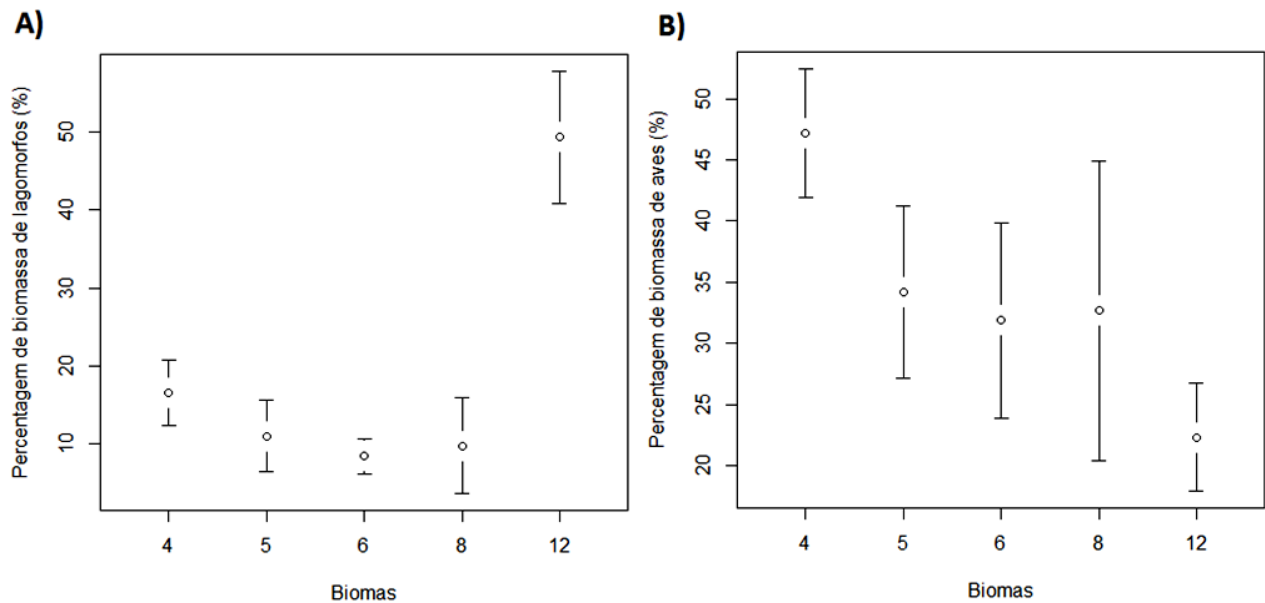 A)
Percentagem de biomassa de lagomorfos (%)
50
40
30
20
10
4 5 6 8 12
Biomas
B)
Percentagem de biomassa de aves (%)
50
45
40
35
30
25
20
4 5 6 8 12
Biomas